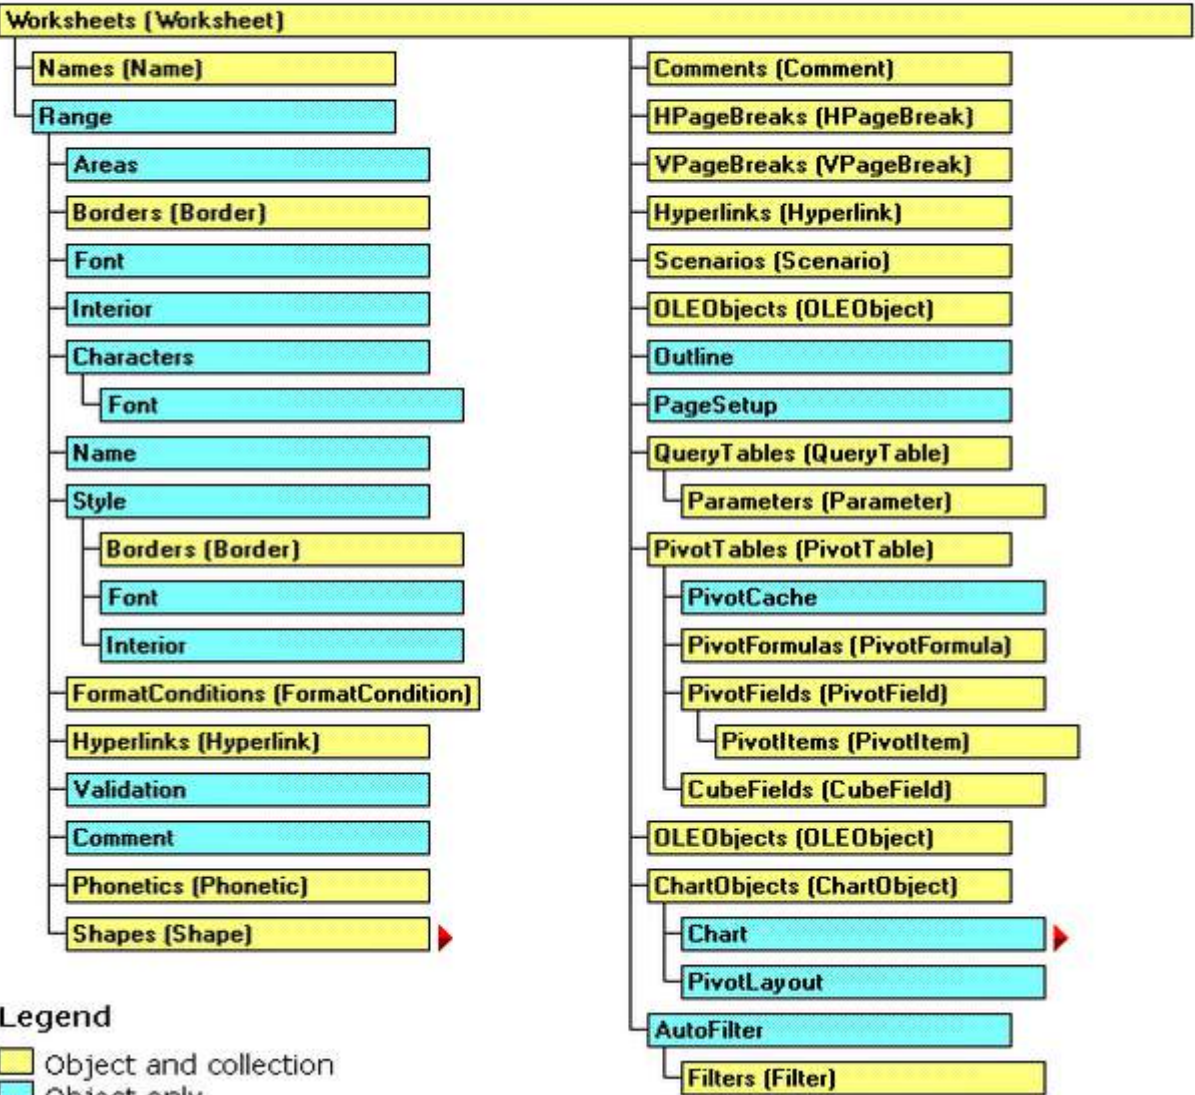 Worksheets (Worksheet)
Names (Name)
Range
Areas
Borders (Border)
Font
Interior
Characters
Font
Name
Style
Borders (Border)
Font
Interior
FormatConditions (FormatCondition)
Hyperlinks (Hyperlink)
Validation
Comment
Phonetics (Phonetic)
Shapes (Shape)
Comments (Comment)
HPageBreaks (HPageBreak)
VPageBreaks (VPageBreak)
Hyperlinks (Hyperlink)
Scenarios (Scenario)
OLEObjects (OLEObject)
Outline
PageSetup
QueryTables (QueryTable)
Parameters (Parameter)
PivotTables (PivotTable)
PivotCache
PivotFormulas (PivotFormula)
PivotFields (PivotField)
PivotItems (PivotItem)
CubeFields (CubeField)
OLEObjects (OLEObject)
ChartObjects (ChartObject)
Chart
PivotLayout
AutoFilter
Filters (Filter)
Legend
Object and collection
Object only